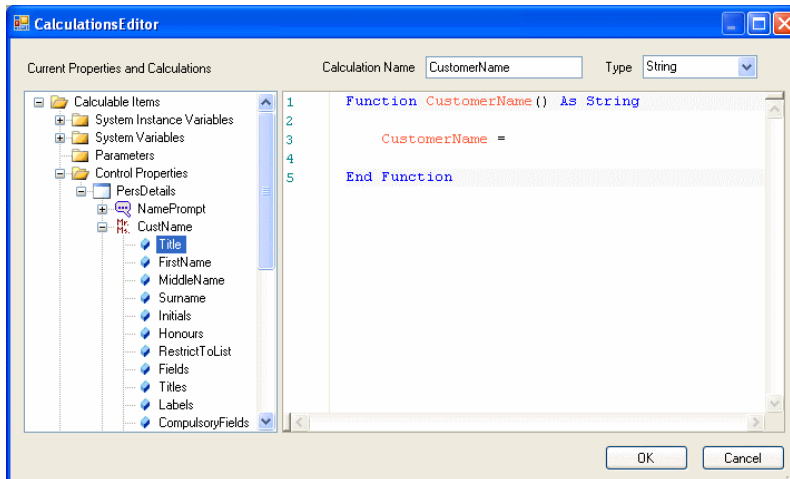 CalculationsEditor
Current Properties and Calculations
Calculation Name CustomerName Type String
Calculable Items
System Instance Variables
System Variables
Parameters
Control Properties
PersDetails
NamePrompt
Mr. Ms. CustName
Title
FirstName
MiddleName
Surname
Initials
Honours
RestrictToList
Fields
Titles
Labels
CompulsoryFields
1 Function CustomerName() As String
2
3 CustomerName =
4
5 End Function
OK Cancel